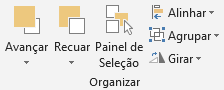 Avançar
Recuar
Painel de
Seleção
Alinhar
Agrupar
Girar
Organizar